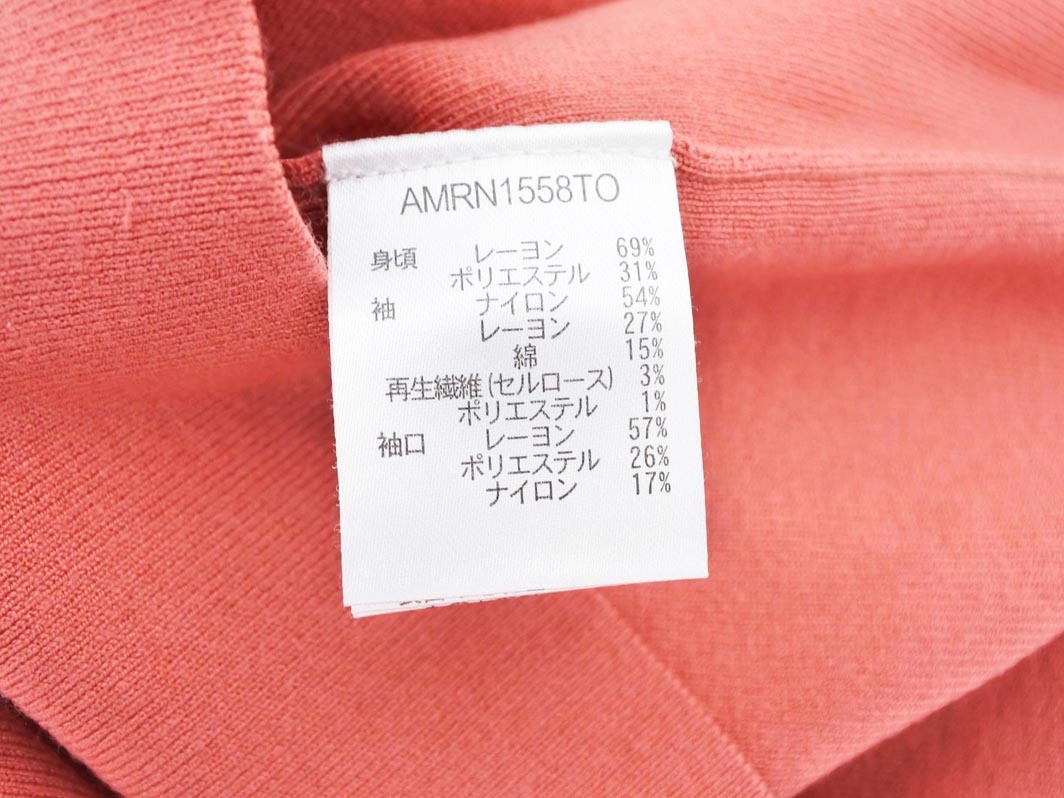 AMRN1558TO
身頃 レーヨン 69%
ポリエステル 31%
袖 ナイロン 54%
レーヨン 27%
綿 15%
再生繊維(セルロース) 3%
ポリエステル 1%
袖口 レーヨン 57%
ポリエステル 26%
ナイロン 17%